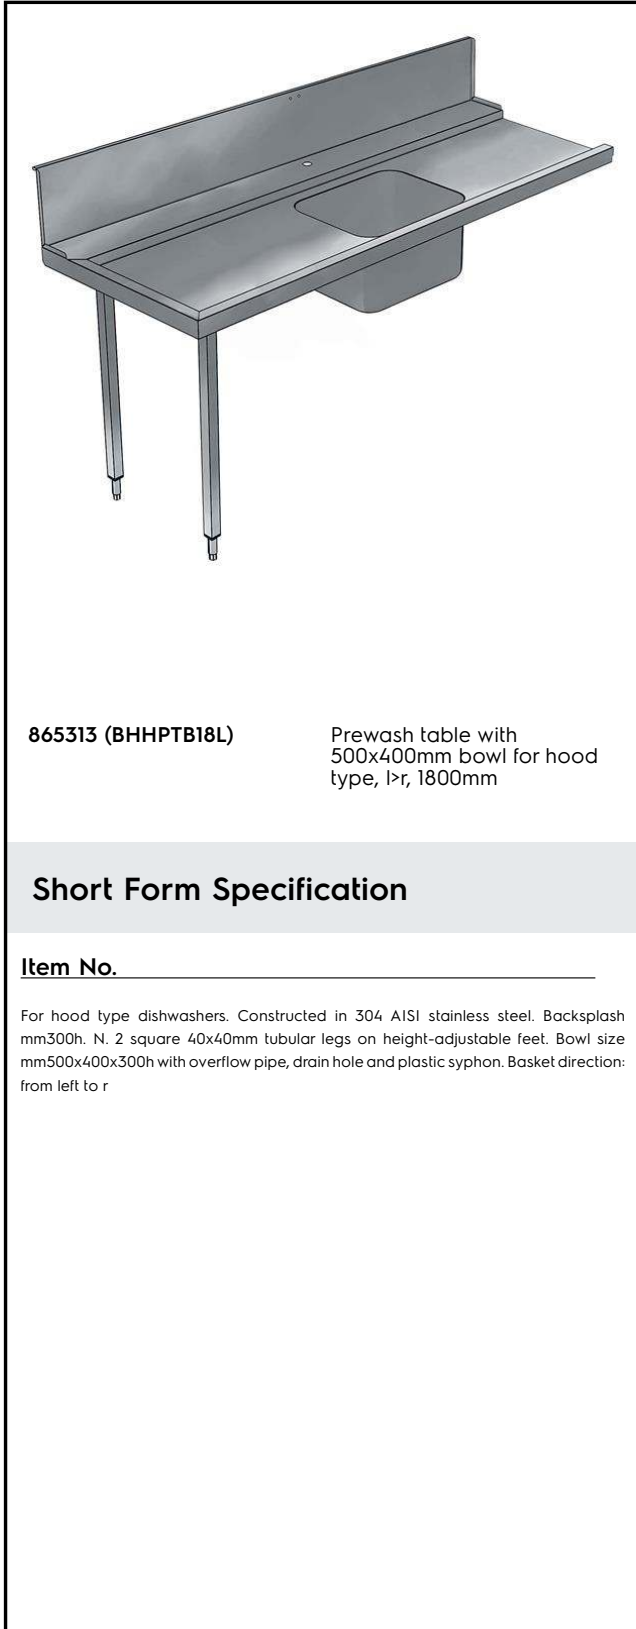 865313 (BHHPTB18L)
Prewash table with
500x400mm bowl for hood
type, l>r, 1800mm
Short Form Specification
Item No.
For hood type dishwashers. Constructed in 304 AISI stainless steel. Backsplash
mm300h. N. 2 square 40x40mm tubular legs on height-adjustable feet. Bowl size
mm500x400x300h with overflow pipe, drain hole and plastic syphon. Basket direction:
from left to r